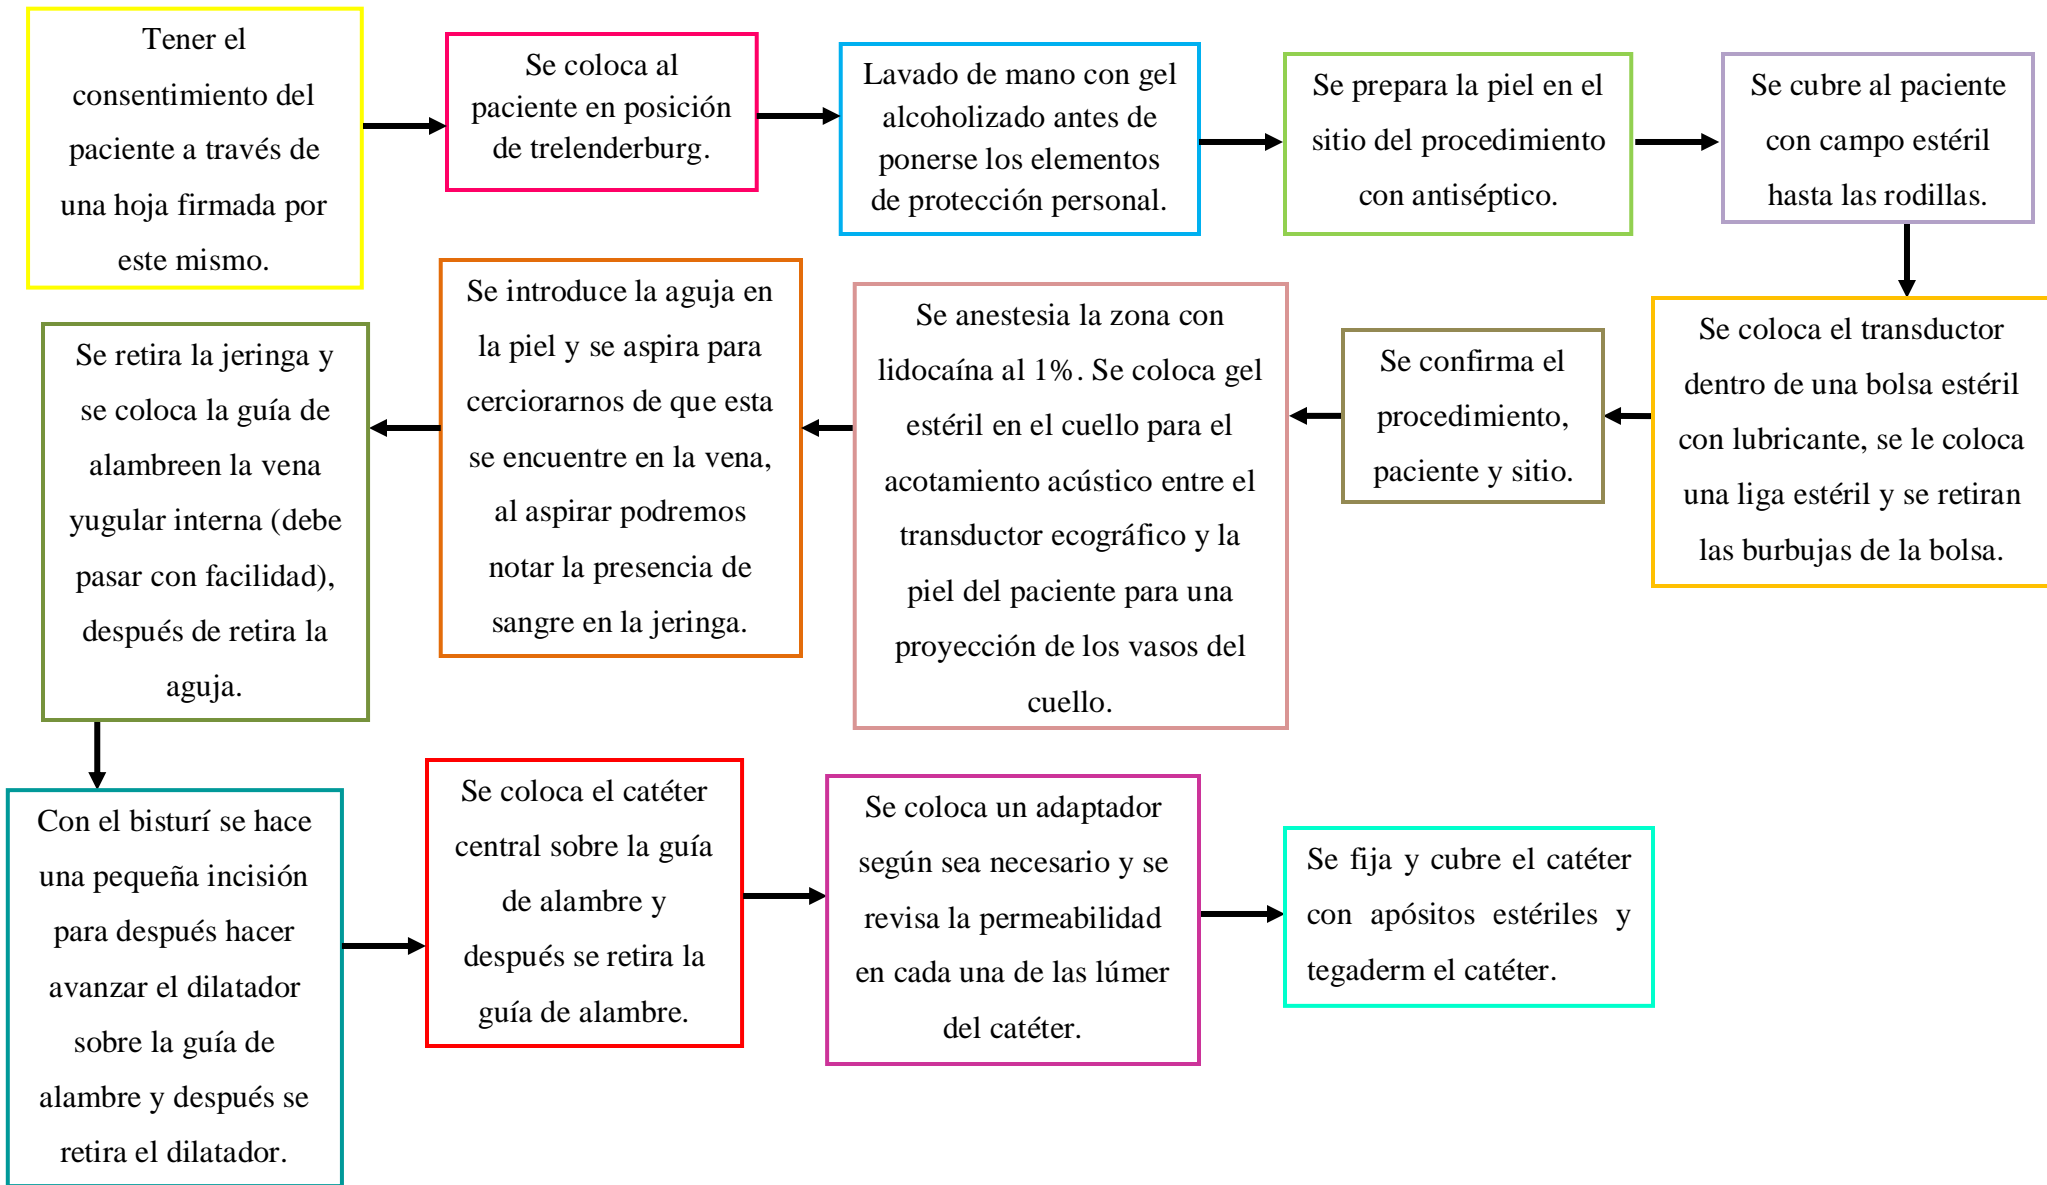 Tener el
consentimiento del
paciente a través de
una hoja firmada por
este mismo.
Se coloca al
paciente en posición
de trelenderburg.
Lavado de mano con gel
alcoholizado antes de
ponerse los elementos
de protección personal.
Se prepara la piel en el
sitio del procedimiento
con antiséptico.
Se cubre al paciente
con campo estéril
hasta las rodillas.
Se coloca el transductor
dentro de una bolsa estéril
con lubricante, se le coloca
una liga estéril y se retiran
las burbujas de la bolsa.
Se confirma el
procedimiento,
paciente y sitio.
Se anestesia la zona con
lidocaína al 1%. Se coloca gel
estéril en el cuello para el
acotamiento acústico entre el
transductor ecográfico y la
piel del paciente para una
proyección de los vasos del
cuello.
Se introduce la aguja en
la piel y se aspira para
cerciorarnos de que esta
se encuentre en la vena,
al aspirar podremos
notar la presencia de
sangre en la jeringa.
Se retira la jeringa y
se coloca la guía de
alambreen la vena
yugular interna (debe
pasar con facilidad),
después de retira la
aguja.
Con el bisturí se hace
una pequeña incisión
para después hacer
avanzar el dilatador
sobre la guía de
alambre y después se
retira el dilatador.
Se coloca el catéter
central sobre la guía
de alambre y
después se retira la
guía de alambre.
Se coloca un adaptador
según sea necesario y se
revisa la permeabilidad
en cada una de las lúmer
del catéter.
Se fija y cubre el catéter
con apósitos estériles y
tegaderm el catéter.